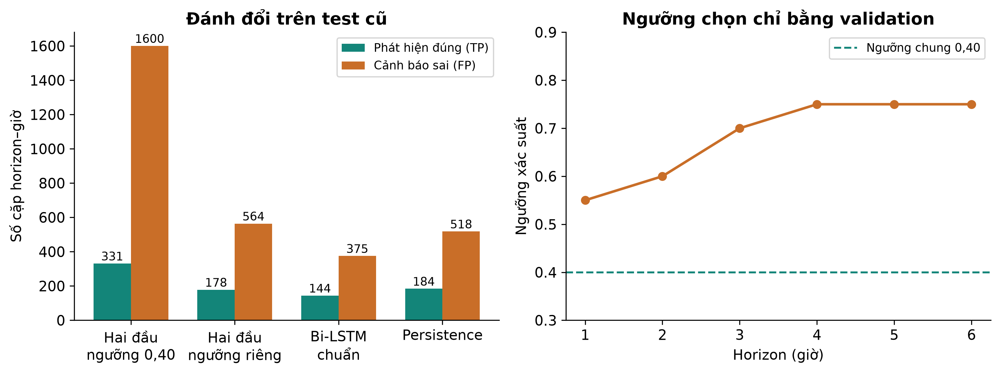 Đánh đổi trên test cũ
Số cặp horizon–giờ
1600
1400
1200
1000
800
600
400
200
0
Phát hiện đúng (TP)
Cảnh báo sai (FP)
331
1600
178
564
144
375
184
518
Hai đầu
ngưỡng 0,40
Hai đầu
ngưỡng riêng
Bi-LSTM
chuẩn
Persistence
Ngưỡng chọn chỉ bằng validation
Ngưỡng xác suất
0.9
0.8
0.7
0.6
0.5
0.4
0.3
Ngưỡng chung 0,40
1
2
3
4
5
6
Horizon (giờ)